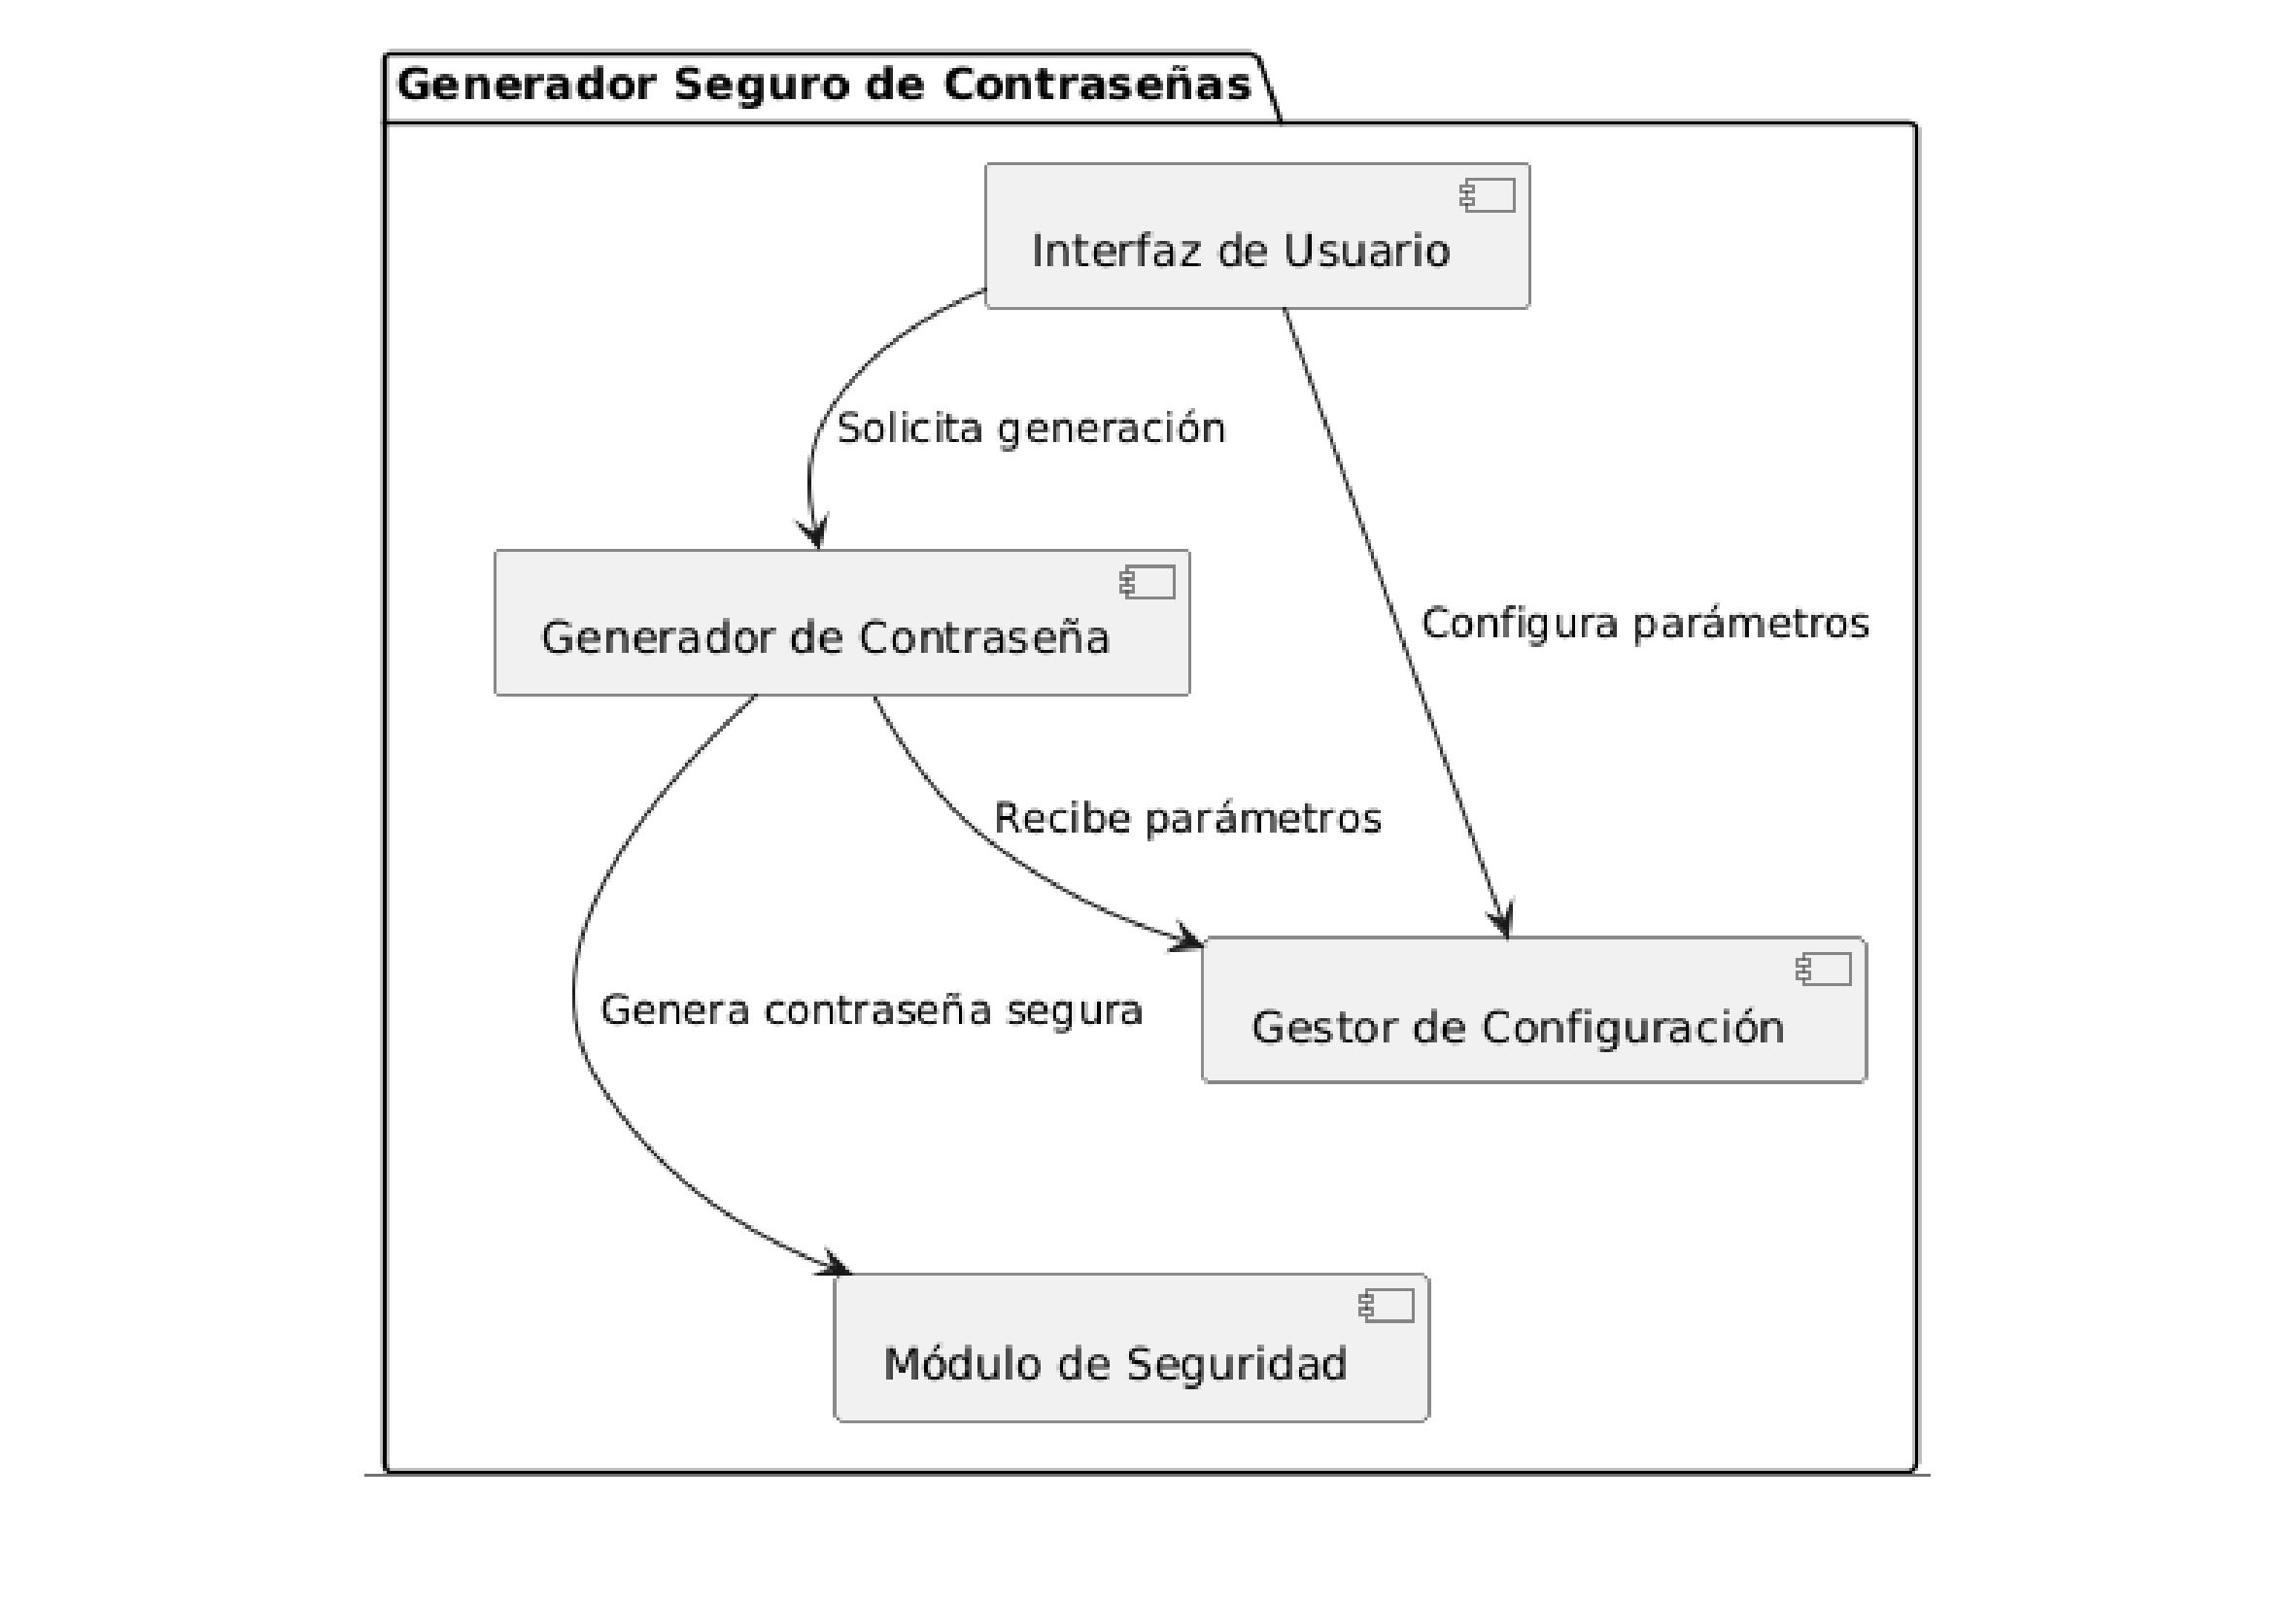 Generador Seguro de Contraseñas
Interfaz de Usuario
Solicita generación
Generador de Contraseña
Configura parámetros
Recibe parámetros
Genera contraseña segura
Gestor de Configuración
Módulo de Seguridad